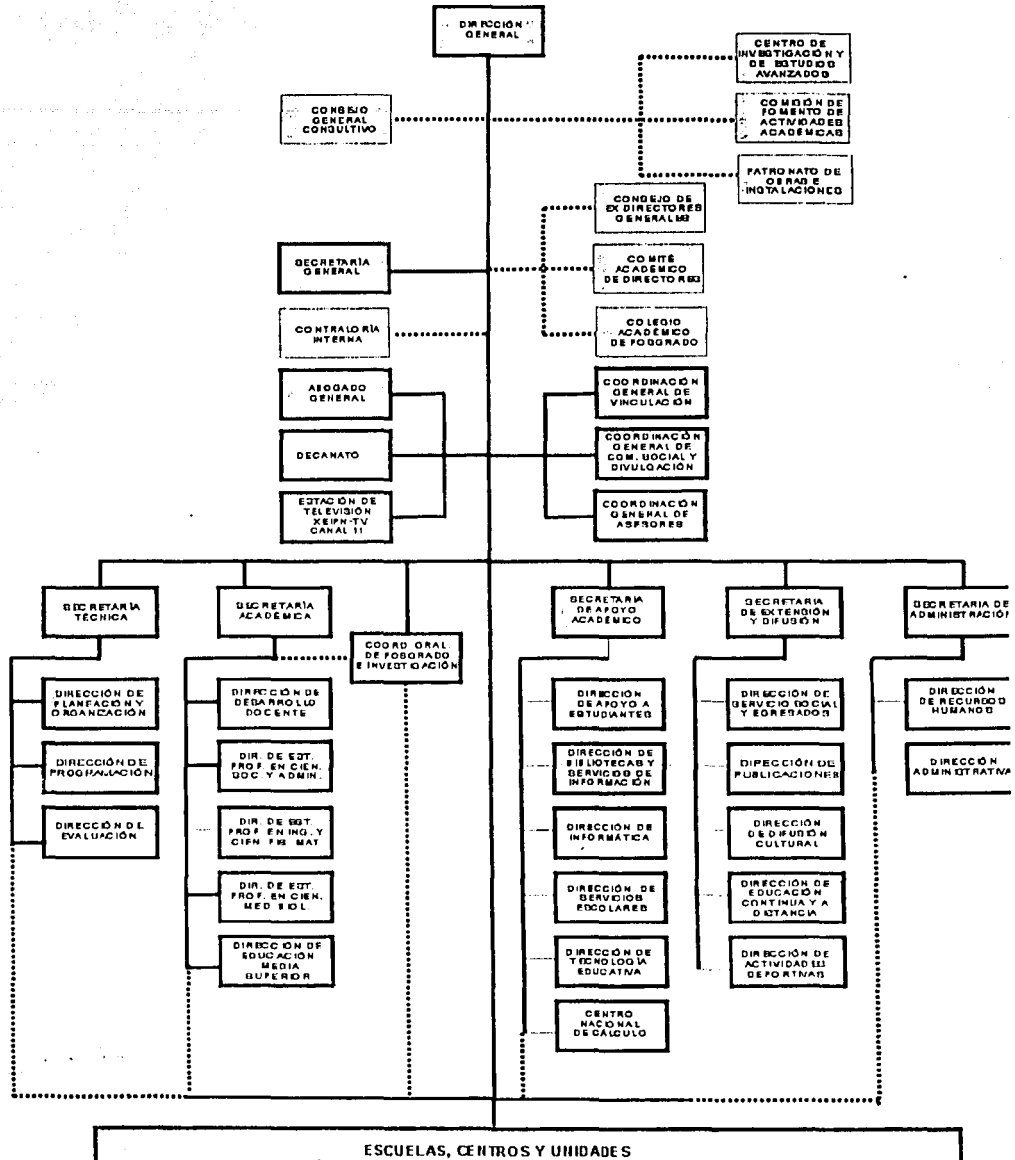 DIRECCIÓN
GENERAL
CENTRO DE
INVESTIGACIÓN Y
DE ESTUDIOS
AVANZADOS
CONSEJO
GENERAL
CONSULTIVO
COMISIÓN DE
FOMENTO DE
ACTIVIDADES
ACADÉMICAS
PATRONATO DE
OBRAS E
INSTALACIONES
CONSEJO DE
EX DIRECTORES
GENERALES
SECRETARÍA
GENERAL
COMITÉ
ACADÉMICO
DE DIRECTORES
CONTRALORÍA
INTERNA
COLEGIO
ACADÉMICO
DE POSGRADO
ABOGADO
GENERAL
COORDINACIÓN
GENERAL DE
VINCULACIÓN
DECANATO
COORDINACIÓN
GENERAL DE
COM. SOCIAL Y
DIVULGACIÓN
ESTACIÓN DE
TELEVISIÓN
XEIPN-TV
CANAL 11
COORDINACIÓN
GENERAL DE
ASESORES
SECRETARÍA
TÉCNICA
SECRETARÍA
ACADÉMICA
COORD. GRAL.
DE POSGRADO
E INVESTIGACIÓN
SECRETARIA
DE APOYO
ACADÉMICO
SECRETARIA
DE EXTENSIÓN
Y DIFUSIÓN
SECRETARIA DE
ADMINISTRACIÓN
DIRECCIÓN DE
PLANEACIÓN Y
ORGANIZACIÓN
DIRECCIÓN DE
PROGRAMACIÓN
DIRECCIÓN DE
EVALUACIÓN
DIRECCIÓN DE
DESARROLLO
DOCENTE
DIR. DE EST.
PROF. EN CIEN.
SOC. Y ADMIN.
DIR. DE EST.
PROF. EN ING. Y
CIEN. FIS. MAT.
DIR. DE EST.
PROF. EN CIEN.
MED. BIOL.
DIRECCIÓN DE
EDUCACIÓN
MEDIA
SUPERIOR
DIRECCIÓN
DE APOYO A
ESTUDIANTES
DIRECCIÓN DE
BIBLIOTECAS Y
SERVICIOS DE
INFORMACIÓN
DIRECCIÓN DE
INFORMÁTICA
DIRECCIÓN DE
SERVICIOS
ESCOLARES
DIRECCIÓN DE
TECNOLOGÍA
EDUCATIVA
CENTRO
NACIONAL
DE CÁLCULO
DIRECCIÓN DE
SERVICIO SOCIAL
Y EGRESADOS
DIRECCIÓN DE
PUBLICACIONES
DIRECCIÓN
DE DIFUSIÓN
CULTURAL
DIRECCIÓN DE
EDUCACIÓN
CONTINUA Y A
DISTANCIA
DIRECCIÓN DE
ACTIVIDADES
DEPORTIVAS
DIRECCIÓN
DE RECURSOS
HUMANOS
DIRECCIÓN
ADMINISTRATIVA
ESCUELAS, CENTROS Y UNIDADES